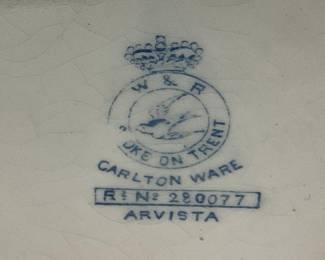 W & R
OKE ON TRENT
CARLTON WARE
Rd No 280077
ARVISTA